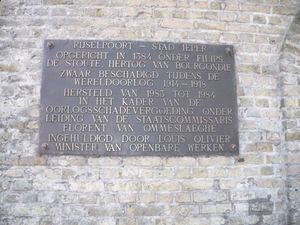 RIJSELPOORT - STAD IEPER
OPGERICHT IN 1384 ONDER FILIPS
DE STOUTE HERTOG VAN BOURGONDIE
ZWAAR BESCHADIGD TIJDENS DE
WERELDOORLOG 1914-1918
HERSTELD VAN 1983 TOT 1984
IN HET KADER VAN DE
OORLOGSSCHADEVERGOEDING ONDER
LEIDING VAN DE STAATSCOMMISSARIS
FLORENT VAN OMMESLAEGHE
INGEHULDIGD DOOR LOUIS OLIVIER
MINISTER VAN OPENBARE WERKEN